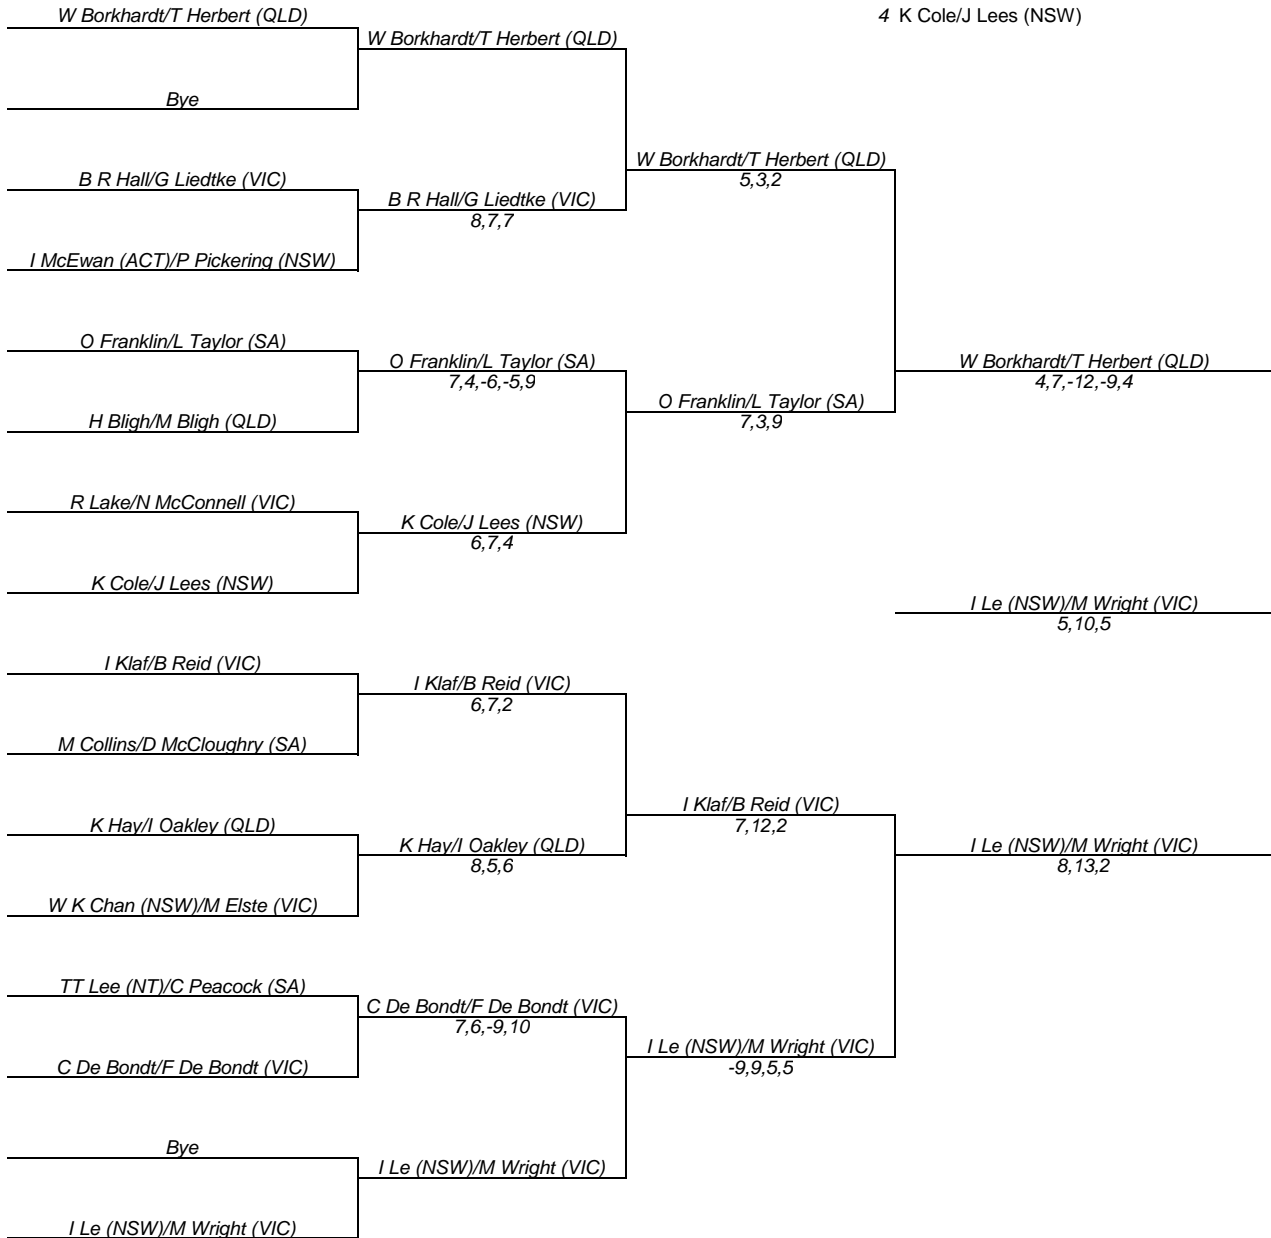 W Borkhardt/T Herbert (QLD)
4 K Cole/J Lees (NSW)
W Borkhardt/T Herbert (QLD)
Bye
W Borkhardt/T Herbert (QLD)
5,3,2
B R Hall/G Liedtke (VIC)
B R Hall/G Liedtke (VIC)
8,7,7
I McEwan (ACT)/P Pickering (NSW)
O Franklin/L Taylor (SA)
O Franklin/L Taylor (SA)
7,4,-6,-5,9
W Borkhardt/T Herbert (QLD)
4,7,-12,-9,4
O Franklin/L Taylor (SA)
7,3,9
H Bligh/M Bligh (QLD)
R Lake/N McConnell (VIC)
K Cole/J Lees (NSW)
6,7,4
K Cole/J Lees (NSW)
I Le (NSW)/M Wright (VIC)
5,10,5
I Klaf/B Reid (VIC)
I Klaf/B Reid (VIC)
6,7,2
M Collins/D McCloughry (SA)
I Klaf/B Reid (VIC)
7,12,2
K Hay/I Oakley (QLD)
K Hay/I Oakley (QLD)
8,5,6
I Le (NSW)/M Wright (VIC)
8,13,2
W K Chan (NSW)/M Elste (VIC)
TT Lee (NT)/C Peacock (SA)
C De Bondt/F De Bondt (VIC)
7,6,-9,10
I Le (NSW)/M Wright (VIC)
-9,9,5,5
C De Bondt/F De Bondt (VIC)
Bye
I Le (NSW)/M Wright (VIC)
I Le (NSW)/M Wright (VIC)